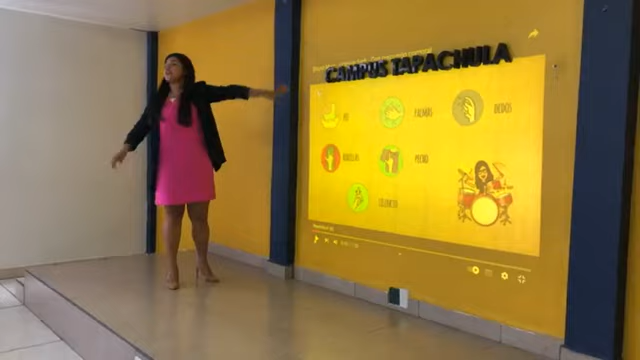 CAMPUS TAPACHULA
PIE
PALMAS
DEDOS
RODILLAS
PECHO
SILENCIO